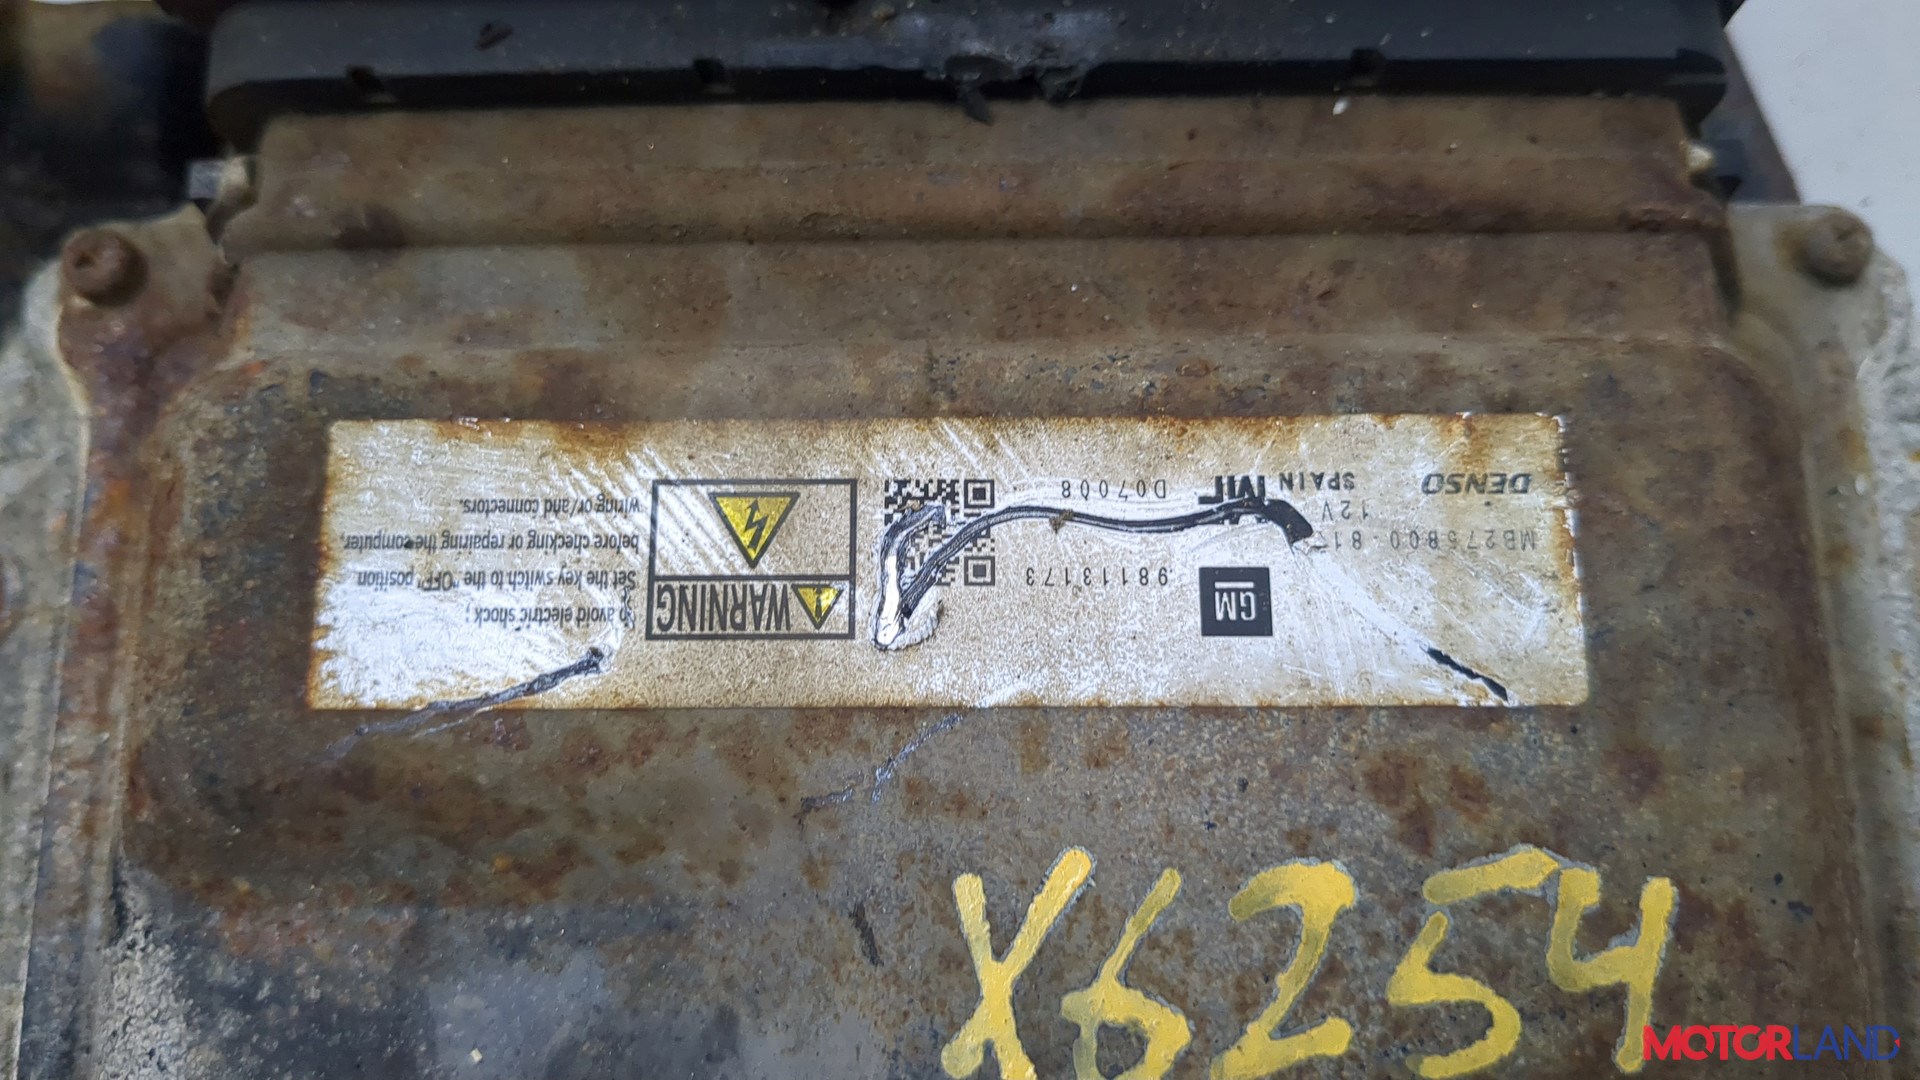 GM
98113173
MB275800-81
12V
DENSO
SPAIN
D07008
WARNING
To avoid electric shock;
Set the key switch to the "OFF" position
before checking or repairing the computer,
wiring or/and connectors.
X6254
MOTORLAND